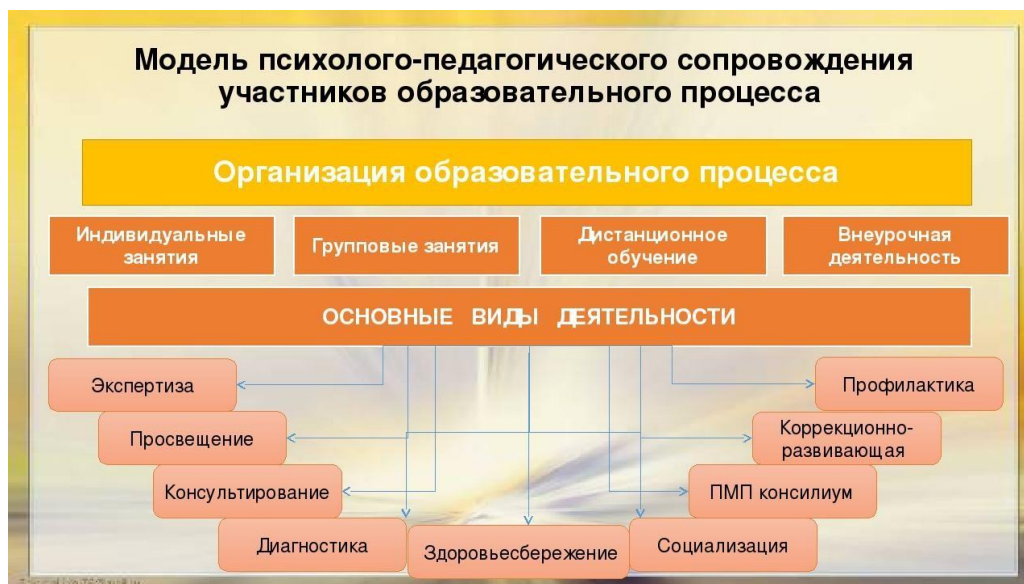 Модель психолого-педагогического сопровождения
участников образовательного процесса
Организация образовательного процесса
Индивидуальные
занятия
Групповые занятия
Дистанционное
обучение
Внеурочная
деятельность
ОСНОВНЫЕ ВИДЫ ДЕЯТЕЛЬНОСТИ
Экспертиза
Профилактика
Просвещение
Коррекционно-
развивающая
Консультирование
ПМП консилиум
Диагностика
Здоровьесбережение
Социализация